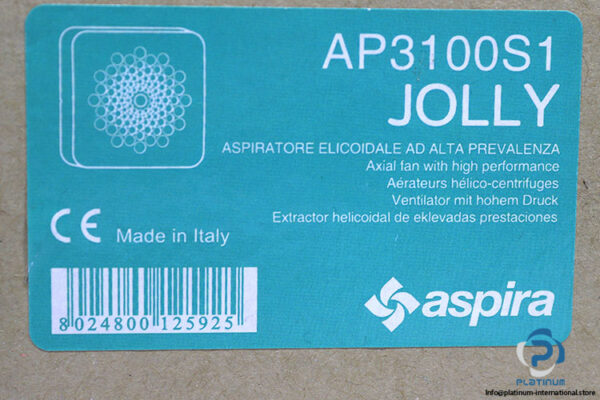 AP3100S1
JOLLY
ASPIRATORE ELICOIDALE AD ALTA PREVALENZA
Axial fan with high performance
Aérateurs hélico-centrifuges
Ventilator mit hohem Druck
Extractor helicoidal de eklevadas prestaciones
CE Made in Italy
8 024800 125925
aspira
PLATINUM
Info@platinum-international.store